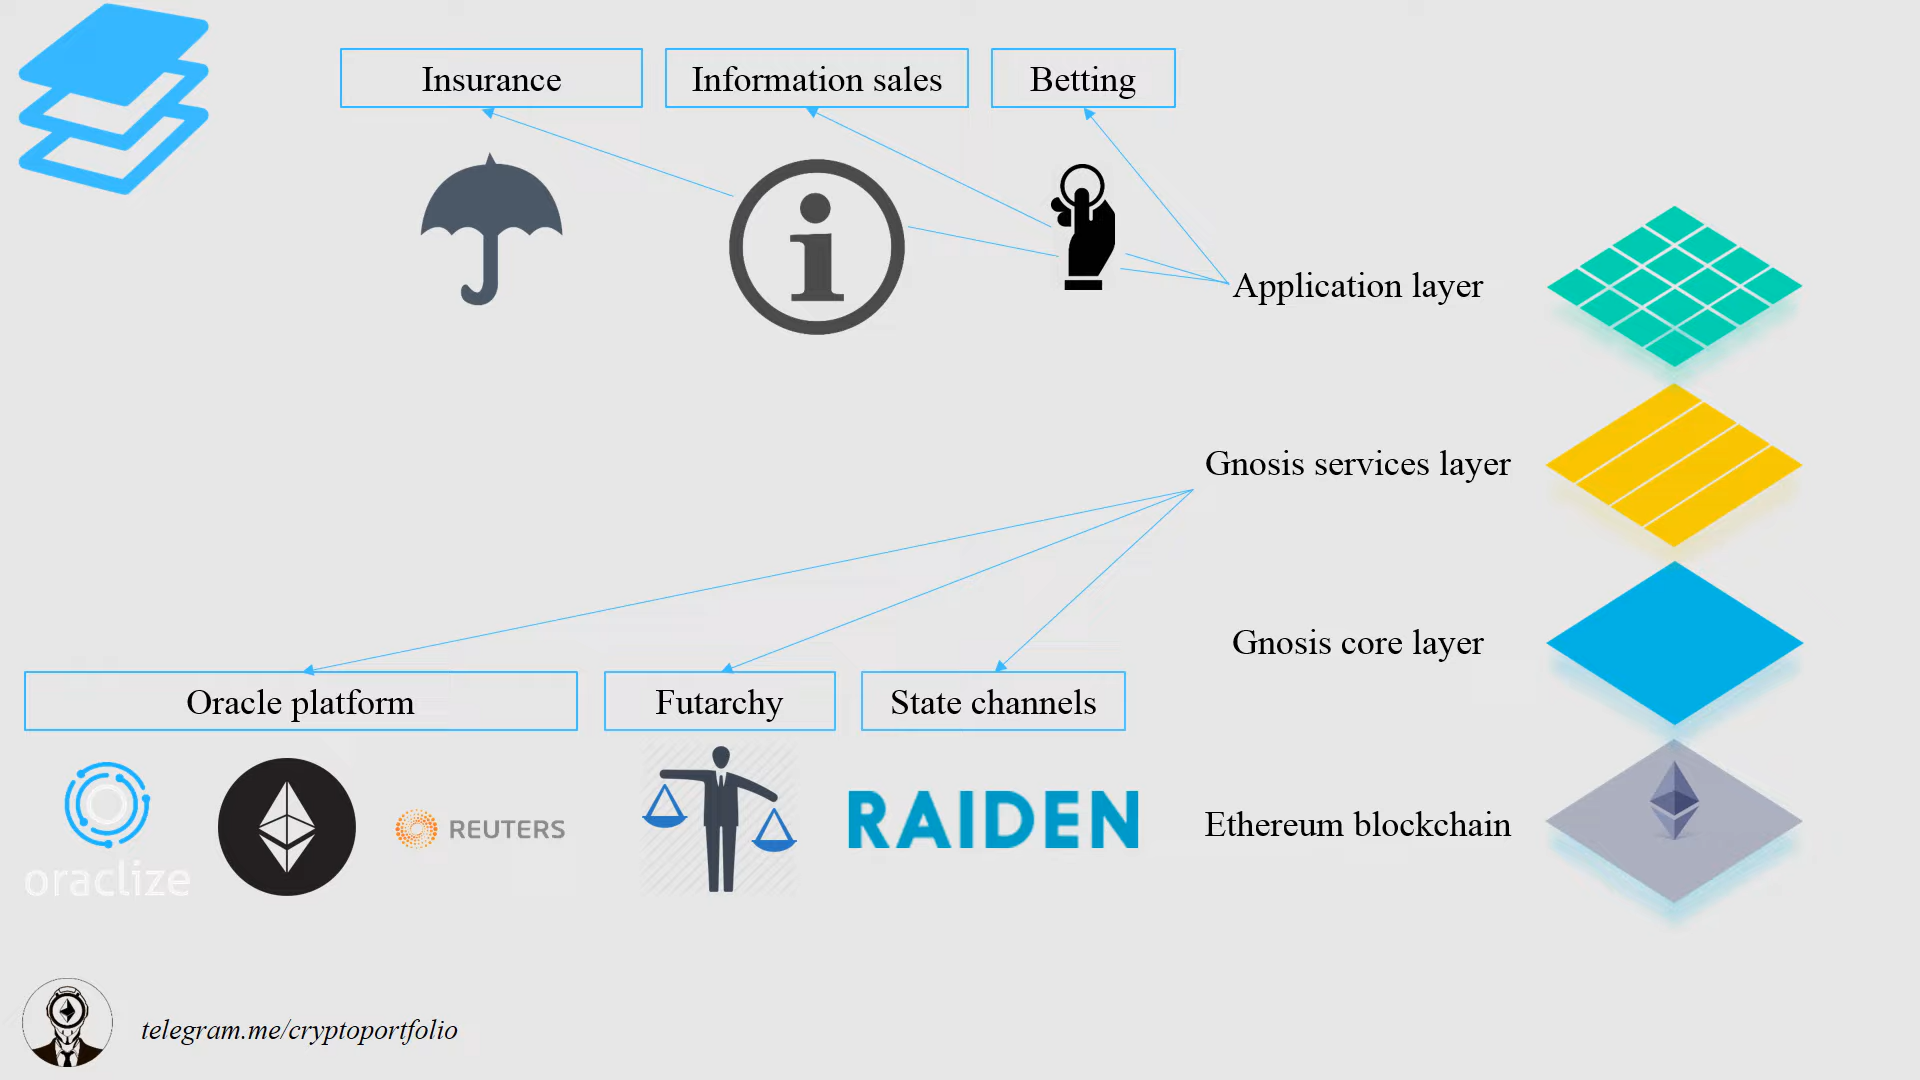 Insurance
Information sales
Betting
Application layer
Gnosis services layer
Gnosis core layer
Oracle platform
Futarchy
State channels
oraclize
REUTERS
RAIDEN
Ethereum blockchain
telegram.me/cryptoportfolio